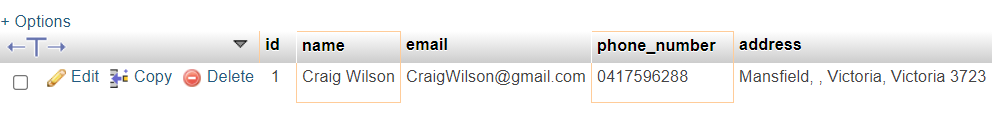 + Options
←T→ id name email phone_number address
Edit Copy Delete 1 Craig Wilson CraigWilson@gmail.com 0417596288 Mansfield, , Victoria, Victoria 3723